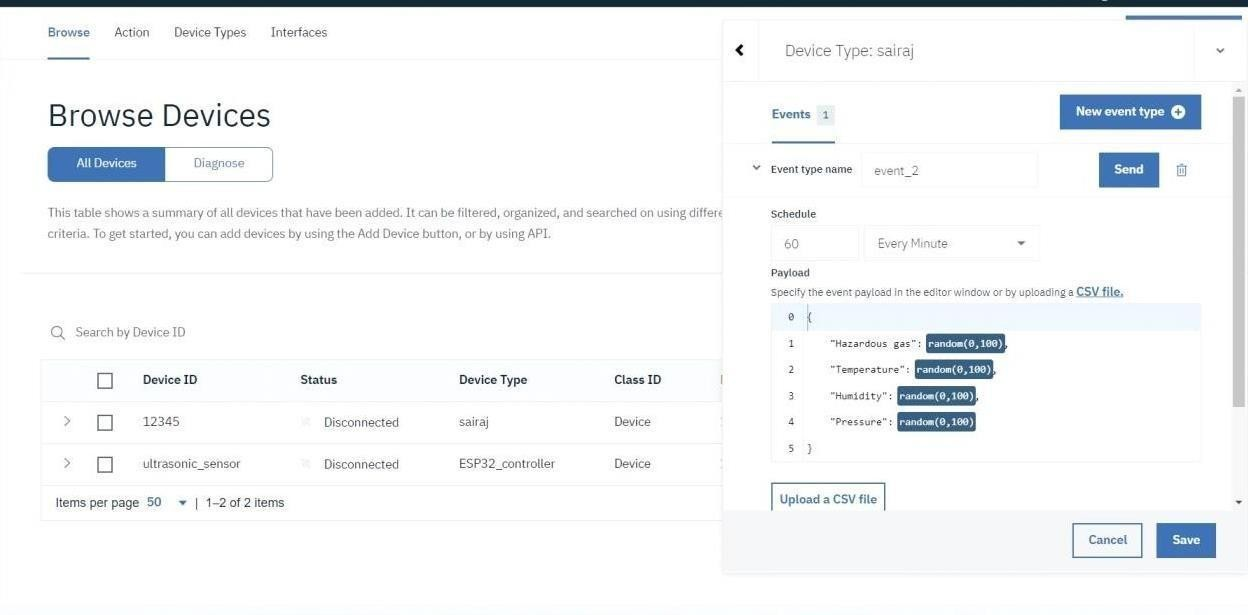 Browse Action Device Types Interfaces
Browse Devices
All Devices Diagnose
This table shows a summary of all devices that have been added. It can be filtered, organized, and searched on using
criteria. To get started, you can add devices by using the Add Device button, or by using API.
Search by Device ID
Device ID Status Device Type Class ID
12345 Disconnected sairaj Device
ultrasonic_sensor Disconnected ESP32_controller Device
Items per page 50 | 1–2 of 2 items
Device Type: sairaj
Events 1 New event type
Event type name event_2 Send
Schedule
60 Every Minute
Payload
Specify the event payload in the editor window or by uploading a CSV file.
0 {
1 "Hazardous gas": random(0,100),
2 "Temperature": random(0,100),
3 "Humidity": random(0,100),
4 "Pressure": random(0,100)
5 }
Upload a CSV file
Cancel Save